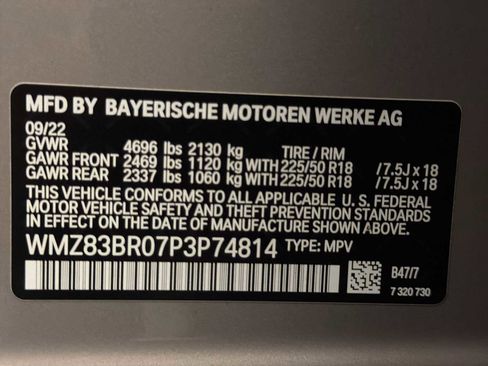 MFD BY BAYERISCHE MOTOREN WERKE AG
09/22
GVWR 4696 lbs 2130 kg TIRE / RIM
GAWR FRONT 2469 lbs 1120 kg WITH 225/50 R18 /7.5J x 18
GAWR REAR 2337 lbs 1060 kg WITH 225/50 R18 /7.5J x 18
THIS VEHICLE CONFORMS TO ALL APPLICABLE U. S. FEDERAL
MOTOR VEHICLE SAFETY AND THEFT PREVENTION STANDARDS
IN EFFECT ON THE DATE OF MANUFACTURE SHOWN ABOVE.
WMZ83BR07P3P74814 TYPE: MPV
B47/7
7 320 730